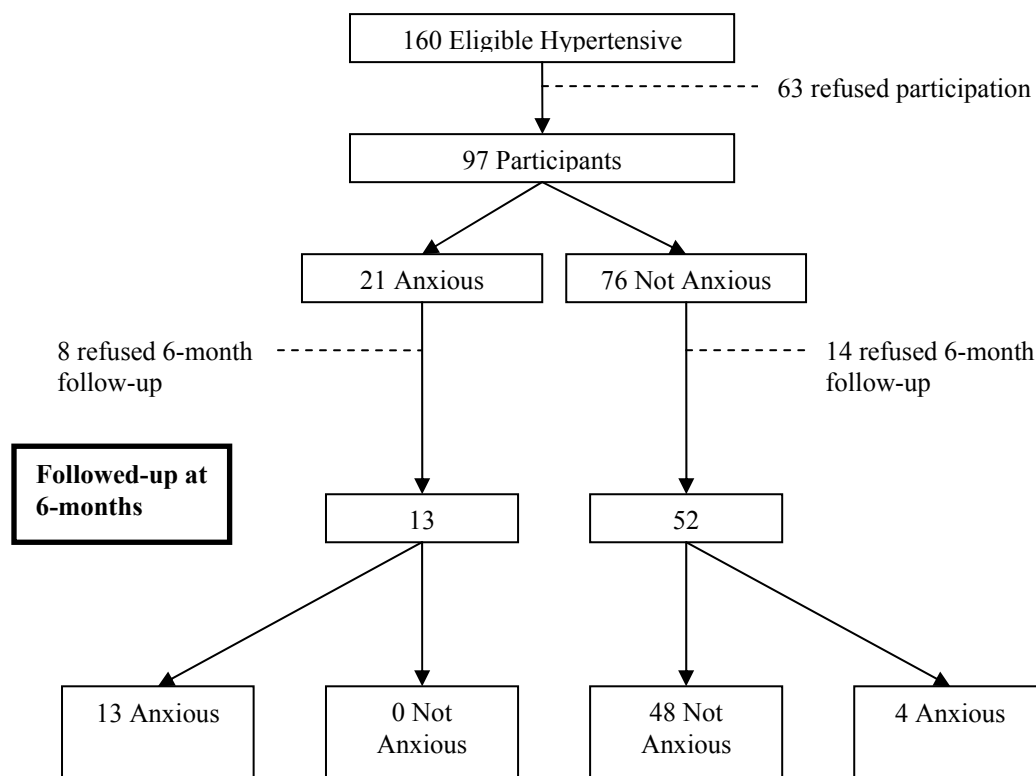 160 Eligible Hypertensive
63 refused participation
97 Participants
21 Anxious
76 Not Anxious
8 refused 6-month
follow-up
14 refused 6-month
follow-up
Followed-up at
6-months
13
52
13 Anxious
0 Not
Anxious
48 Not
Anxious
4 Anxious